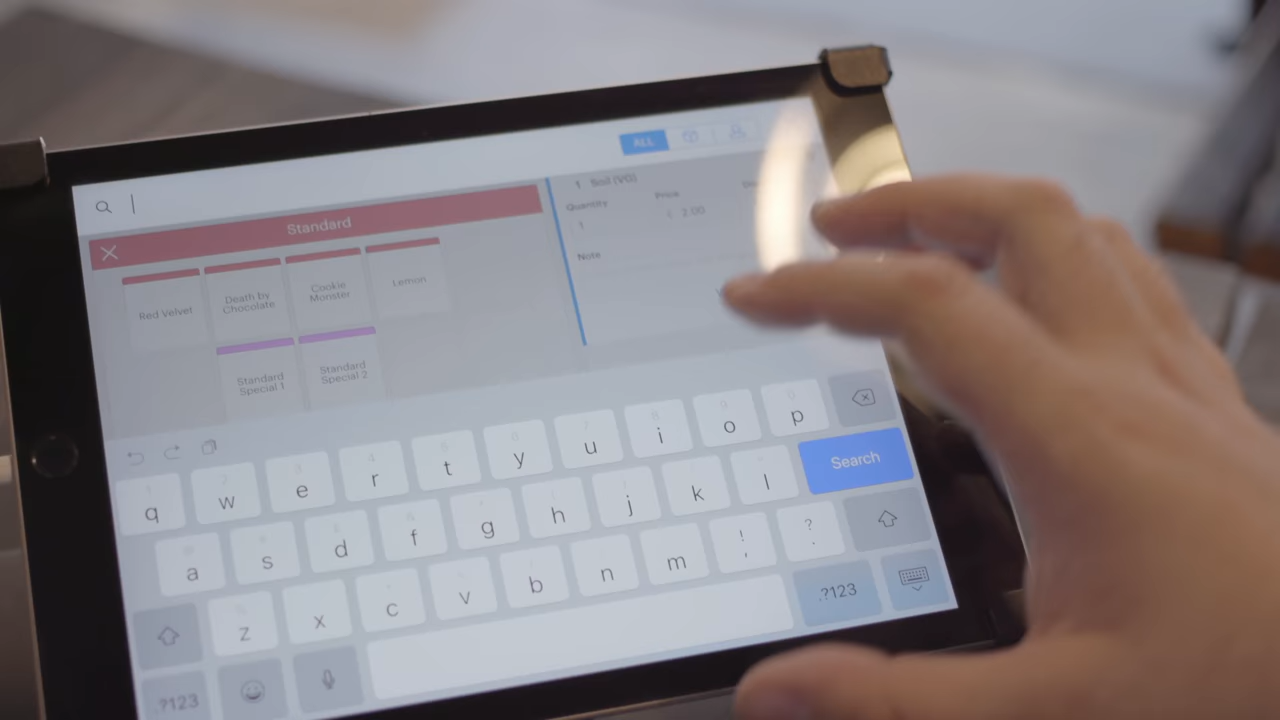 ALL
Standard
Red Velvet
Death by
Chocolate
Cookie
Monster
Lemon
Standard
Special 1
Standard
Special 2
1 Soil (VG)
Quantity
Price
1
2.00
Note
q w e r t y u i o p
a s d f g h j k l Search
z x c v b n m ! , ? .
.?123
.?123